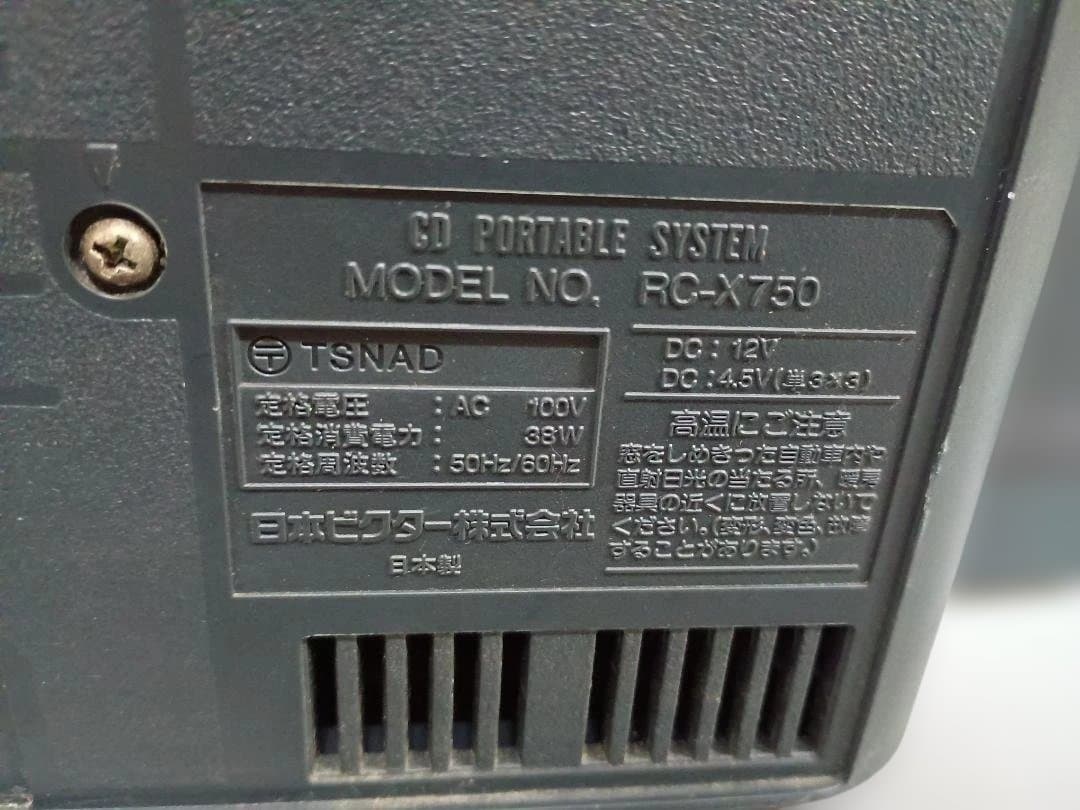 CD PORTABLE SYSTEM
MODEL NO. RC-X750
〒 TSNAD
定格電圧 : AC 100V
定格消費電力 : 38W
定格周波数 : 50Hz/60Hz
日本ビクター株式会社
日本製
DC : 12V
DC : 4.5V(単3×3)
高温にご注意
窓をしめきった自動車内や
直射日光の当たる所、暖房
器具の近くに放置しないで
ください。(変形、変色、故障
することがあります。)